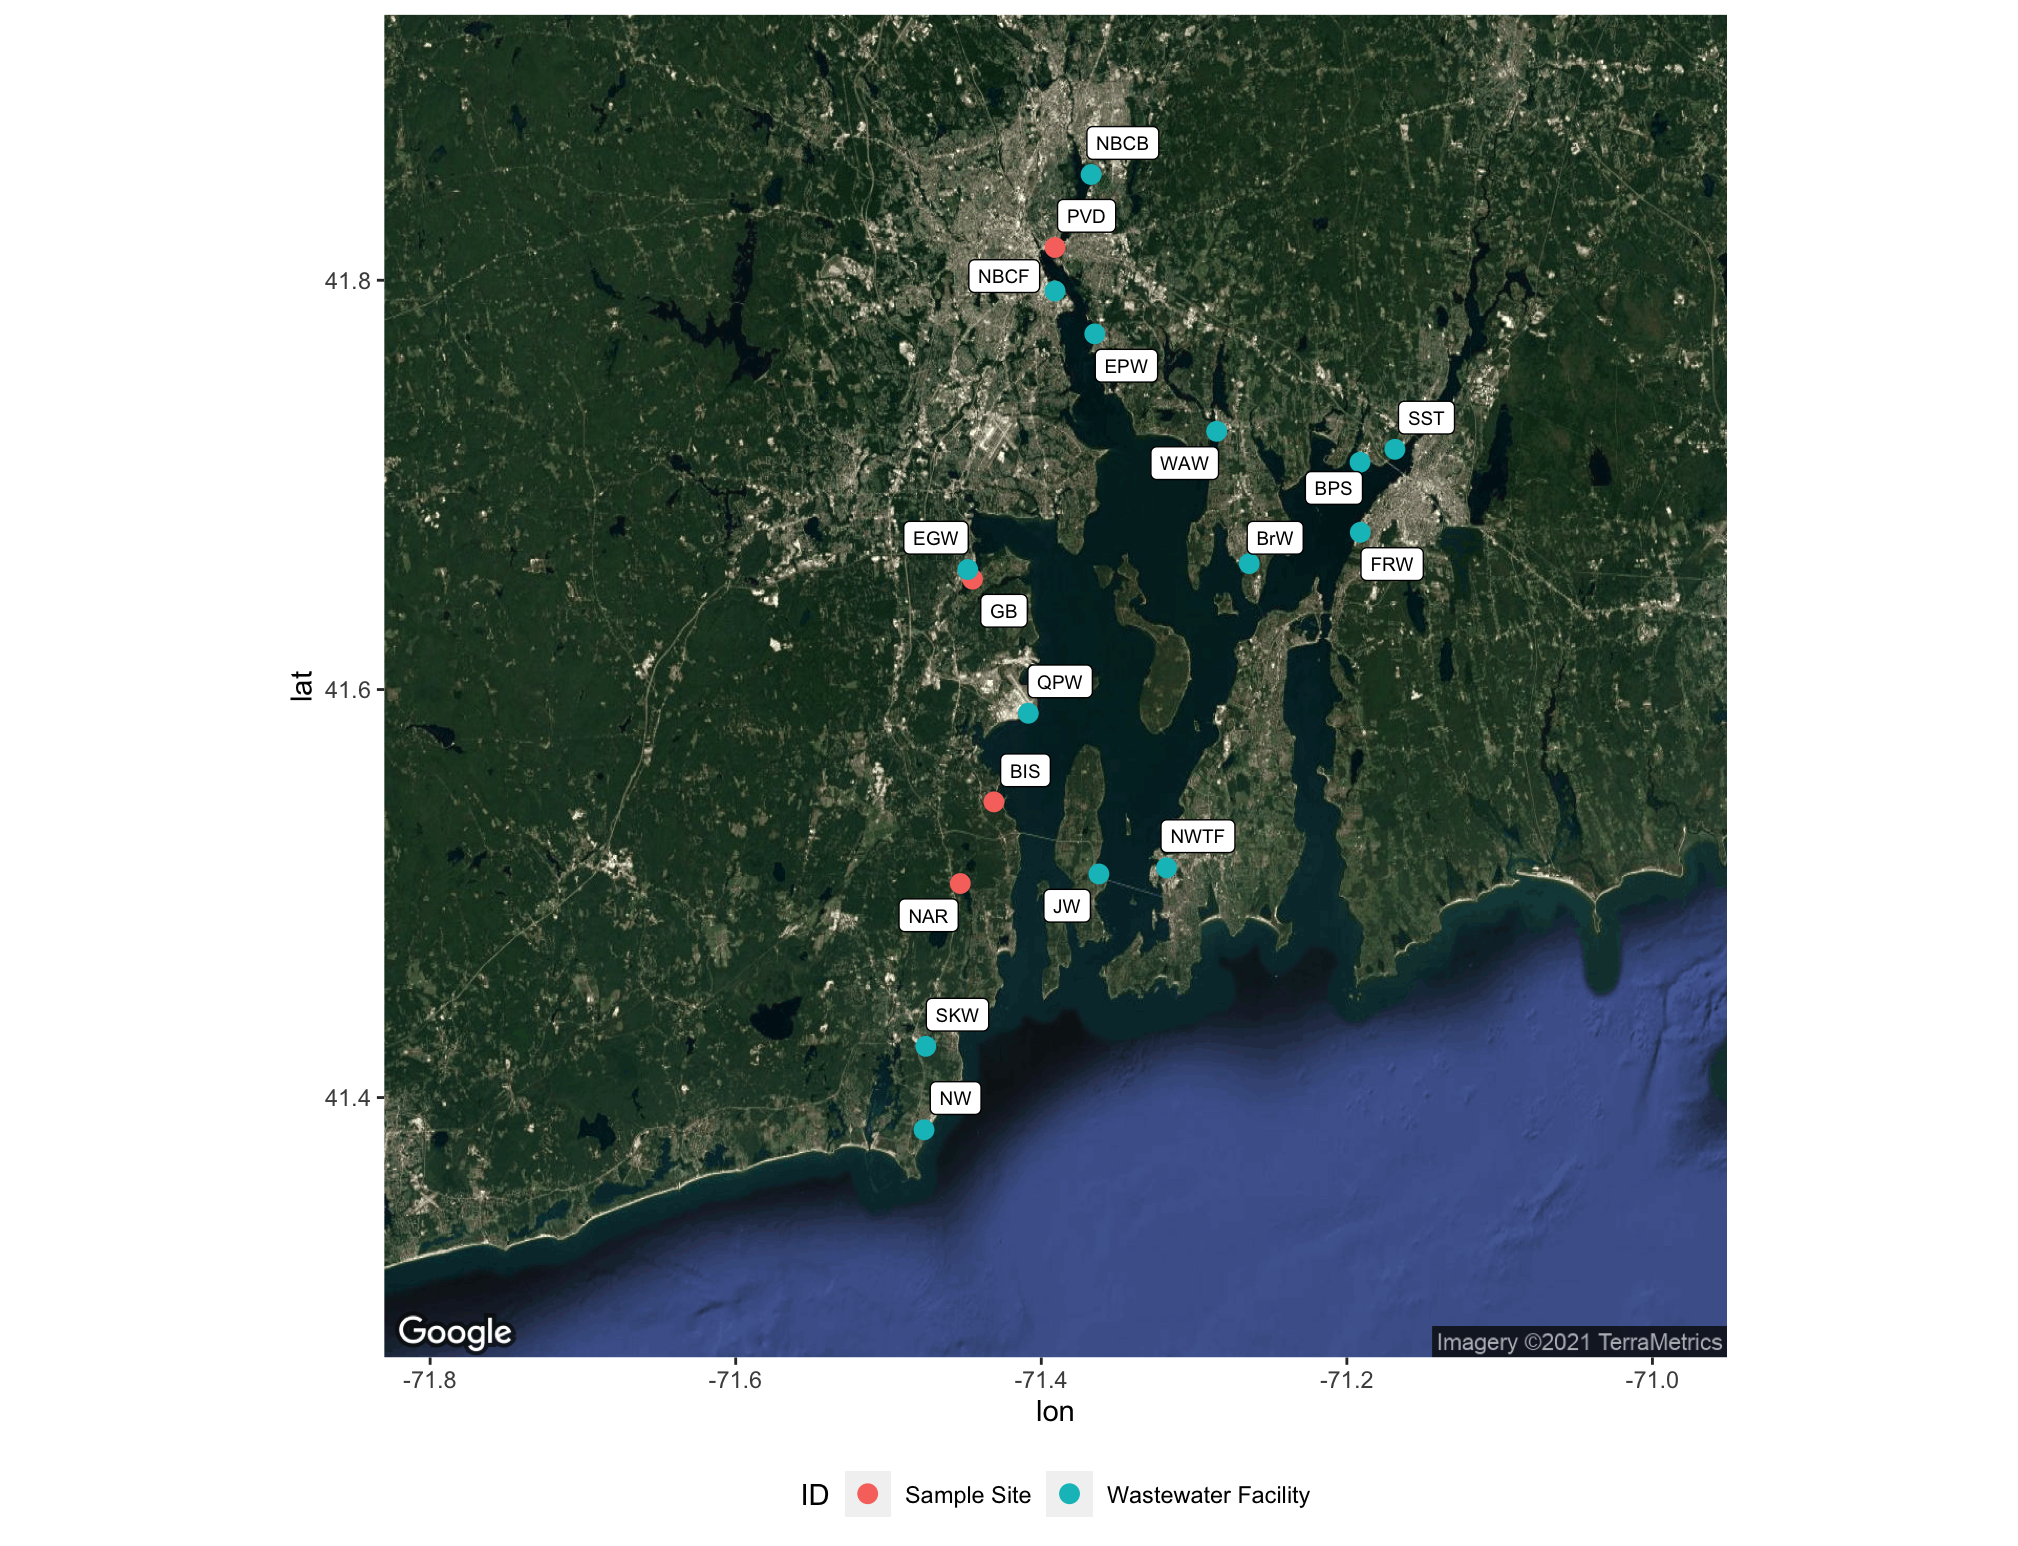 NBCB
PVD
NBCF
41.8
EPW
SST
WAW
BPS
EGW
BrW
FRW
GB
QPW
lat
41.6
BIS
NWTF
JW
NAR
SKW
NW
41.4
Google
Imagery ©2021 TerraMetrics
-71.8 -71.6 -71.4 -71.2 -71.0
lon
ID Sample Site Wastewater Facility